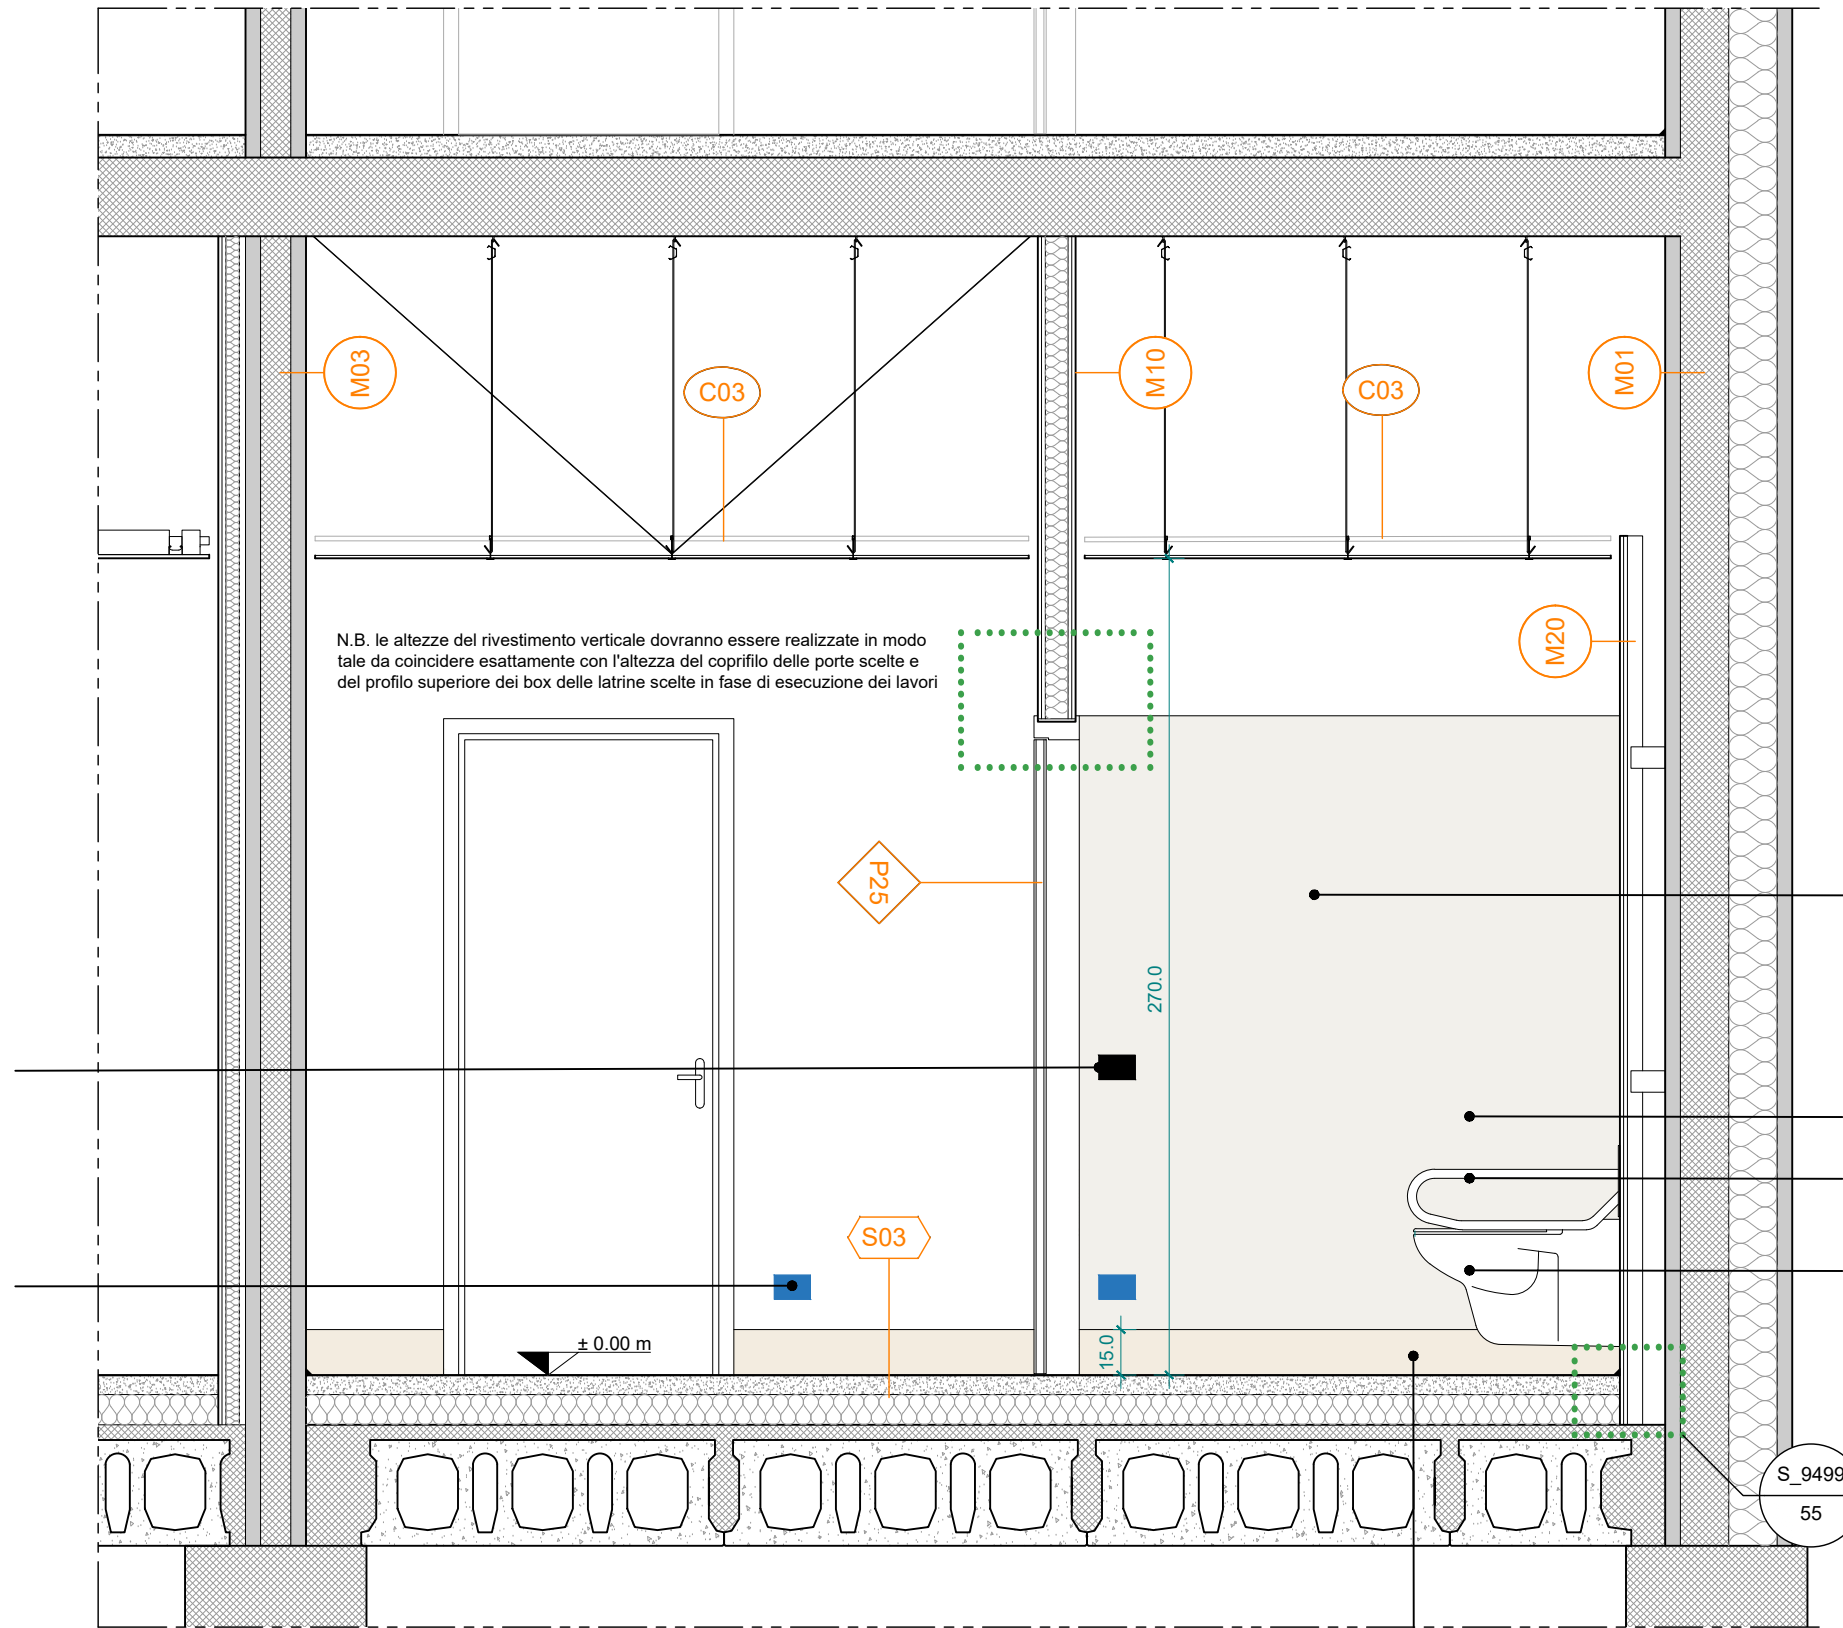 M03
C03
M10
C03
M01
N.B. le altezze del rivestimento verticale dovranno essere realizzate in modo
tale da coincidere esattamente con l'altezza del coprifilo delle porte scelte e
del profilo superiore dei box delle latrine scelte in fase di esecuzione dei lavori
M20
P25
270.0
S03
± 0.00 m
15.0
S_9499
55